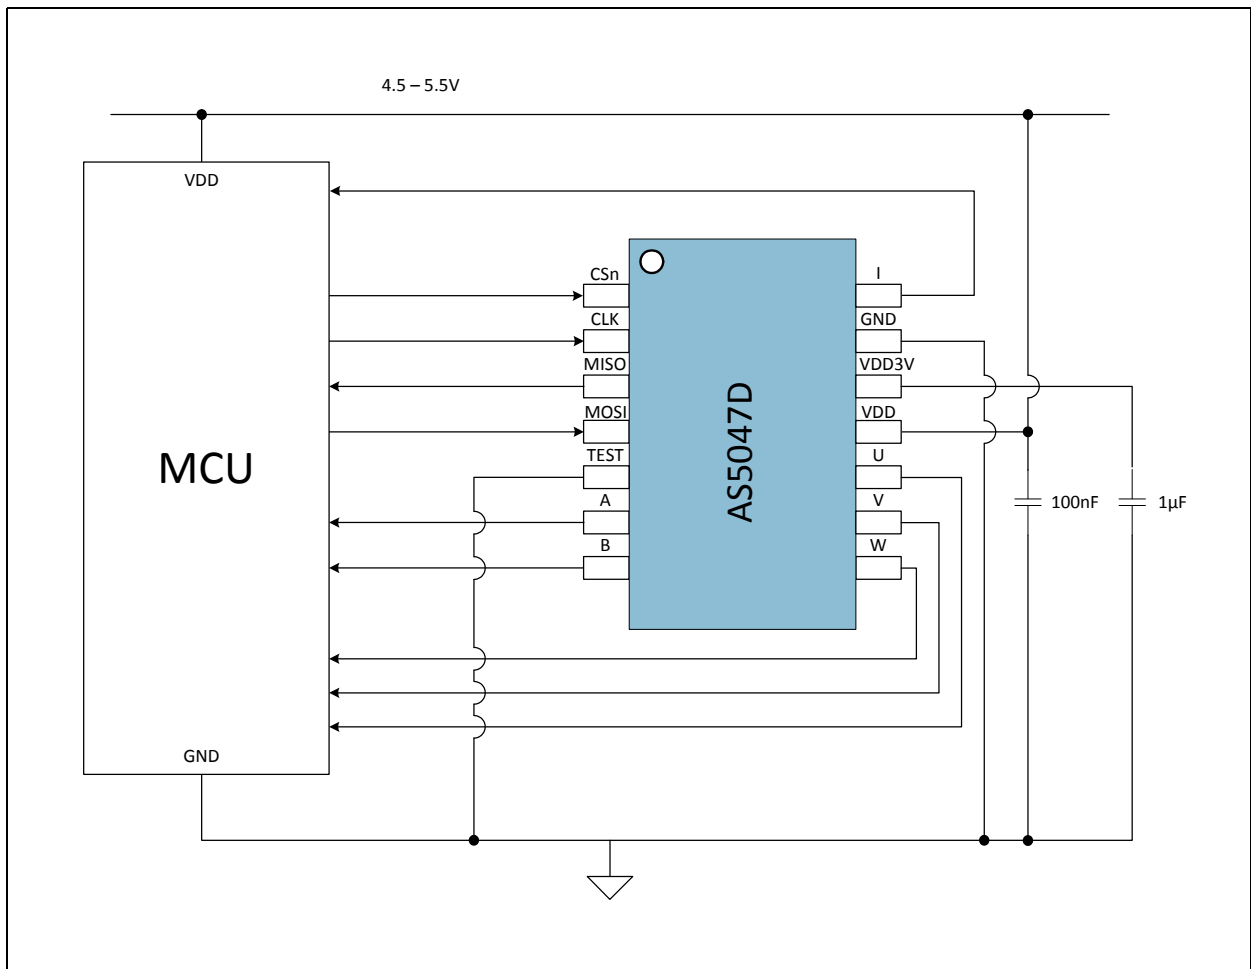 4.5 – 5.5V
VDD
MCU
GND
CSn
CLK
MISO
MOSI
TEST
A
B
AS5047D
I
GND
VDD3V
VDD
U
V
W
100nF
1µF